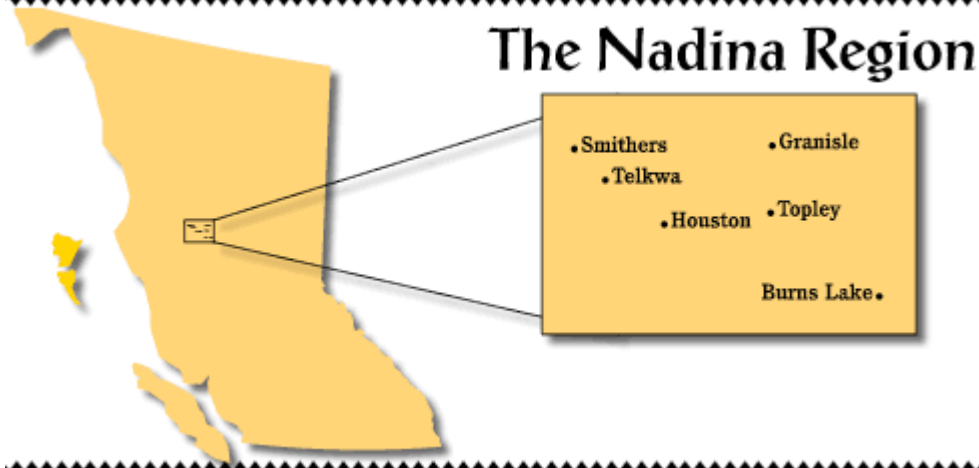 The Nadina Region
Smithers
Granisle
Telkwa
Houston
Topley
Burns Lake